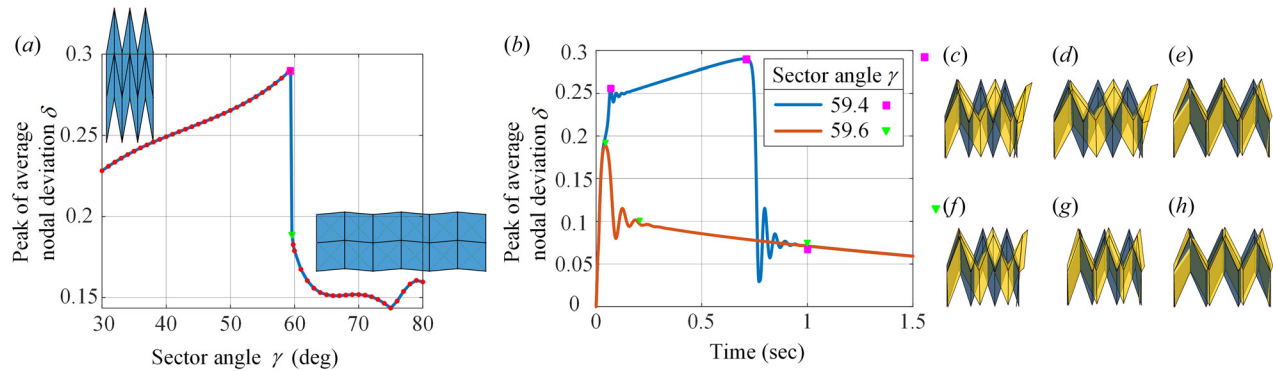 (a)
0.3
0.25
0.2
0.15
30
40
50
60
70
80
Peak of average
nodal deviation δ
Sector angle γ (deg)
(b)
0.3
0.25
0.20
0.15
0.1
0.05
0
0
0.5
1
1.5
Peak of average
nodal deviation δ
Time (sec)
Sector angle γ
59.4
59.6
(c)
(d)
(e)
(f)
(g)
(h)